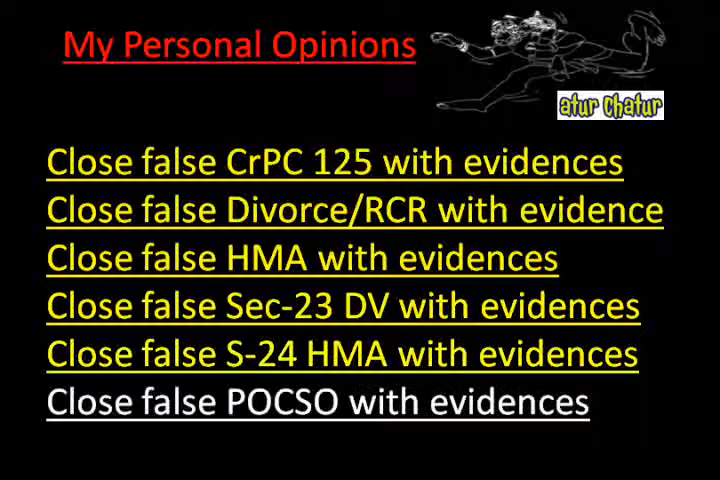 My Personal Opinions
atur Chatur
Close false CrPC 125 with evidences
Close false Divorce/RCR with evidence
Close false HMA with evidences
Close false Sec-23 DV with evidences
Close false S-24 HMA with evidences
Close false POCSO with evidences